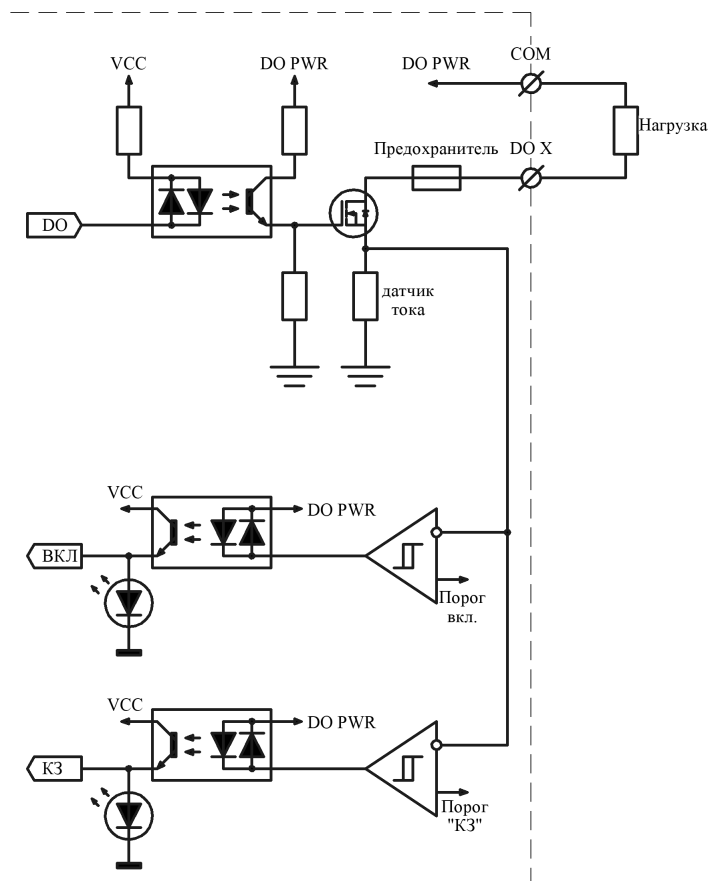 COM
VCC
DO PWR
DO PWR
Нагрузка
Предохранитель
DO X
DO
датчик
тока
VCC
DO PWR
ВКЛ
Порог
вкл.
VCC
DO PWR
КЗ
Порог
"КЗ"